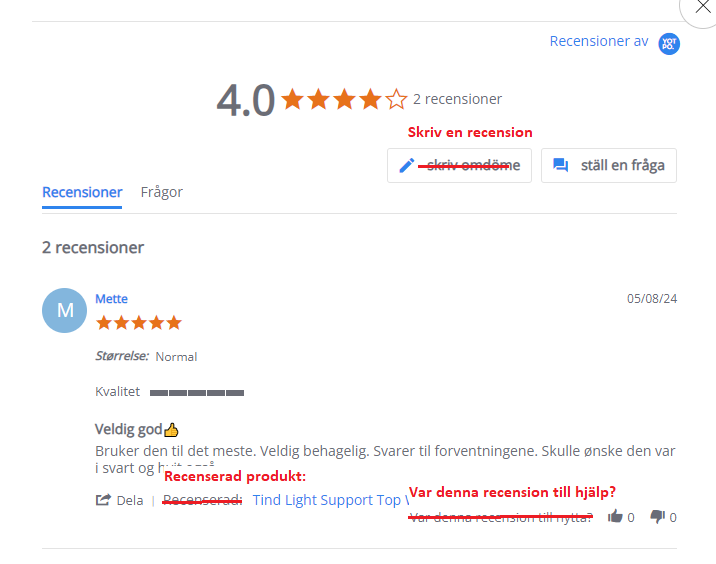 Recensioner av YOTPO.
4.0 2 recensioner
Skriv en recension
skriv omdöme ställ en fråga
Recensioner Frågor
2 recensioner
M Mette 05/08/24
Størrelse: Normal
Kvalitet
Veldig god👍
Bruker den til det meste. Veldig behagelig. Svarer til forventningene. Skulle ønske den var
i svart og hvit også
Recenserad produkt:
Dela | Recenserad: Tind Light Support Top
Var denna recension till hjälp?
Var denna recension till nytta? 0 0